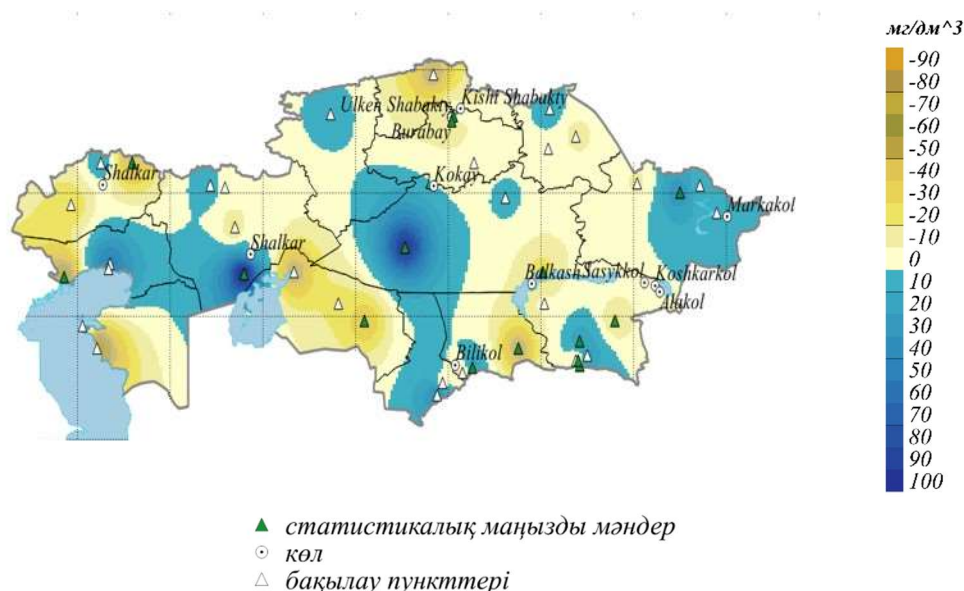 мг/дм^3
-90
-80
-70
-60
-50
-40
-30
-20
-10
0
10
20
30
40
50
60
70
80
90
100
Ulken Shabakty
Kishi Shabakty
Burabay
Shalkar
Kokay
Markakol
Shalkar
Balkash
Sasykkol
Koshkarkol
Alakol
Bilikol
статистикалық маңызды мәндер
көл
бақылау пункттері